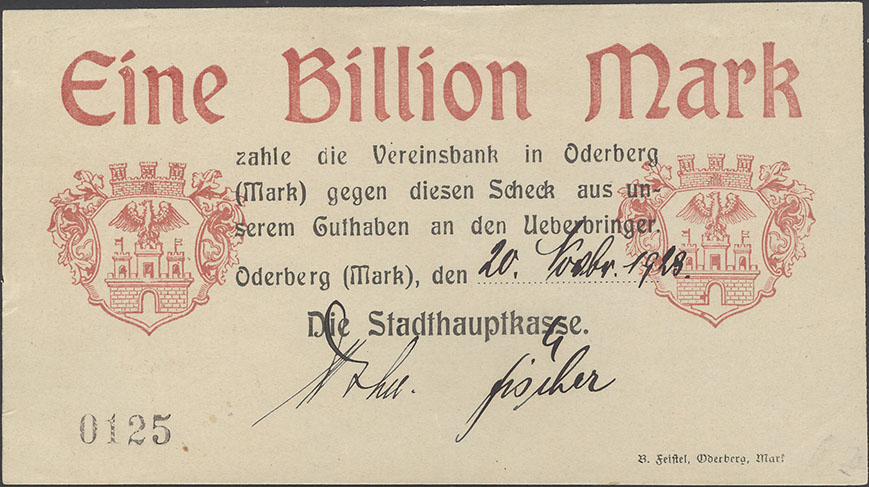 Eine Billion Mark
zahle die Vereinsbank in Oderberg
(Mark) gegen diesen Scheck aus un-
serem Guthaben an den Ueberbringer.
Oderberg (Mark), den 20. Novbr. 1923.
Die Stadthauptkasse.
Fischer
0125
B. Feistel, Oderberg, Mark